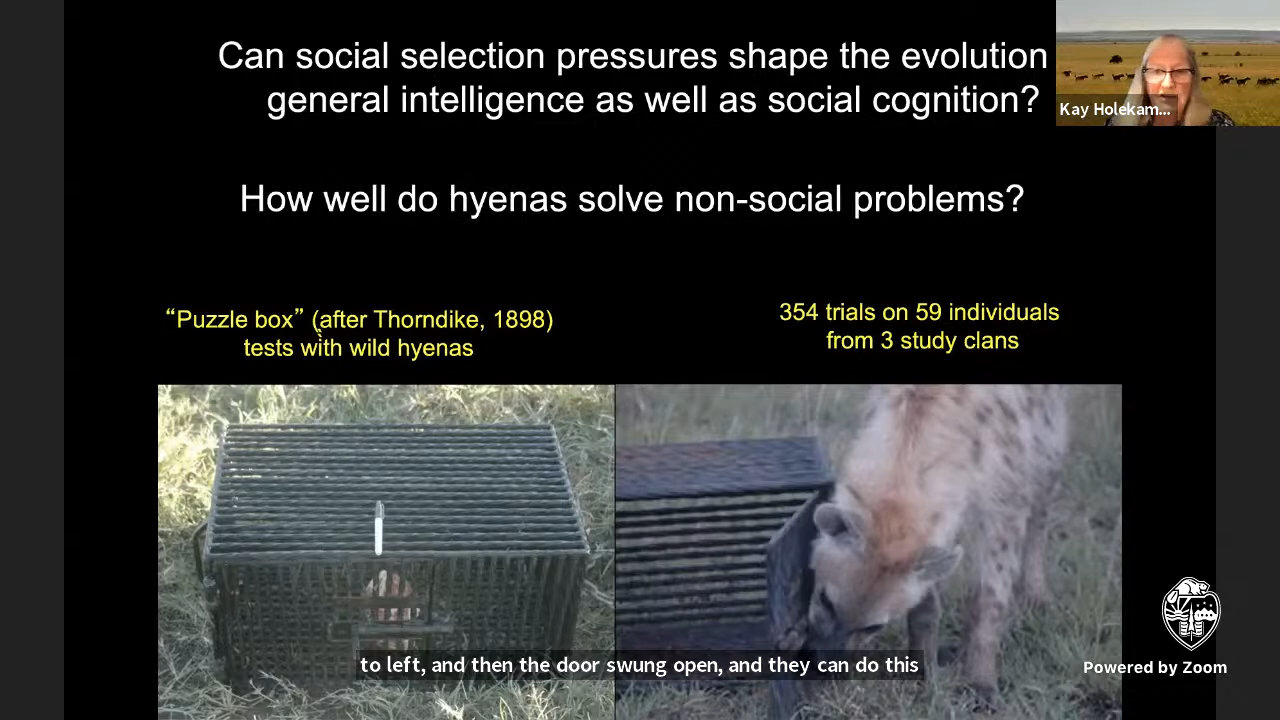 Can social selection pressures shape the evolution
general intelligence as well as social cognition?
Kay Holekam...
How well do hyenas solve non-social problems?
“Puzzle box” (after Thorndike, 1898)
tests with wild hyenas
354 trials on 59 individuals
from 3 study clans
to left, and then the door swung open, and they can do this
Powered by Zoom